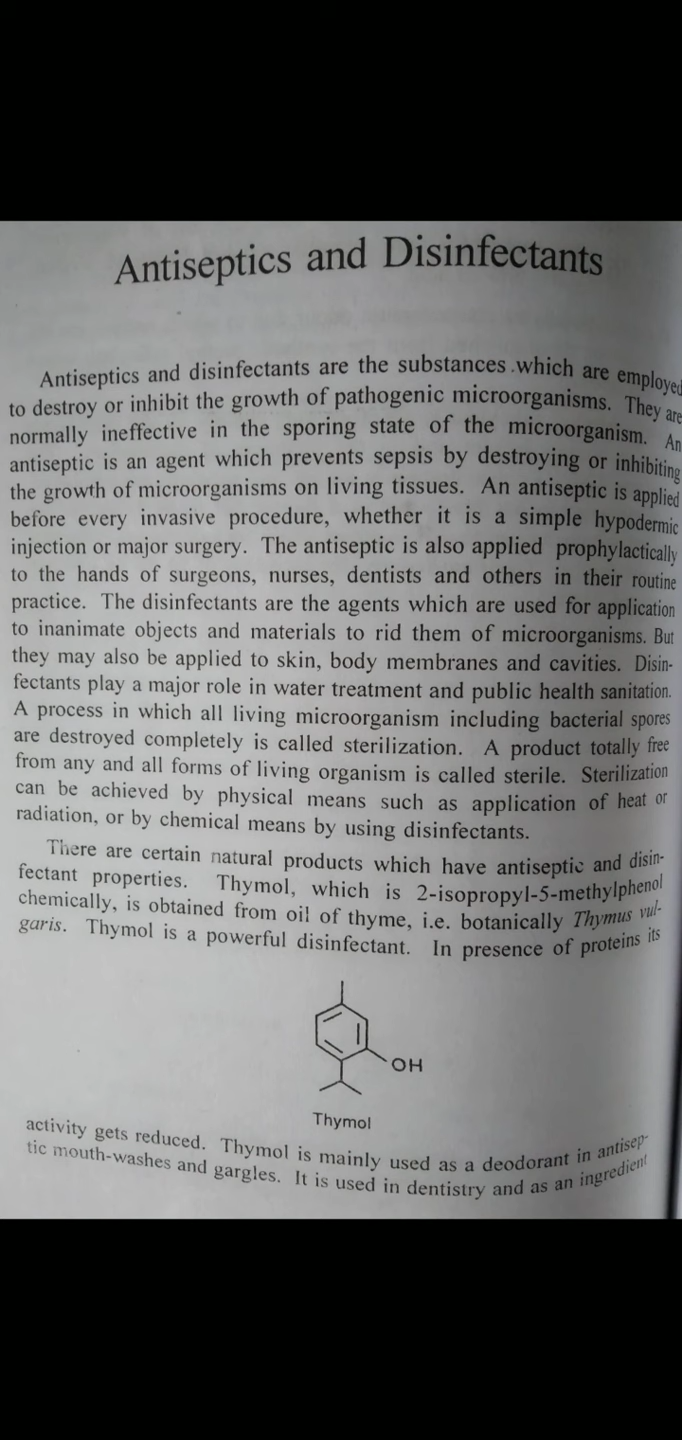 Antiseptics and Disinfectants
Antiseptics and disinfectants are the substances which are employed
to destroy or inhibit the growth of pathogenic microorganisms. They are
normally ineffective in the sporing state of the microorganism. An
antiseptic is an agent which prevents sepsis by destroying or inhibiting
the growth of microorganisms on living tissues. An antiseptic is applied
before every invasive procedure, whether it is a simple hypodermic
injection or major surgery. The antiseptic is also applied prophylactically
to the hands of surgeons, nurses, dentists and others in their routine
practice. The disinfectants are the agents which are used for application
to inanimate objects and materials to rid them of microorganisms. But
they may also be applied to skin, body membranes and cavities. Disin-
fectants play a major role in water treatment and public health sanitation.
A process in which all living microorganism including bacterial spores
are destroyed completely is called sterilization. A product totally free
from any and all forms of living organism is called sterile. Sterilization
can be achieved by physical means such as application of heat or
radiation, or by chemical means by using disinfectants.
There are certain natural products which have antiseptic and disin-
fectant properties. Thymol, which is 2-isopropyl-5-methylphenol
chemically, is obtained from oil of thyme, i.e. botanically Thymus vul-
garis. Thymol is a powerful disinfectant. In presence of proteins its
OH
Thymol
activity gets reduced. Thymol is mainly used as a deodorant in antisep-
tic mouth-washes and gargles. It is used in dentistry and as an ingredient